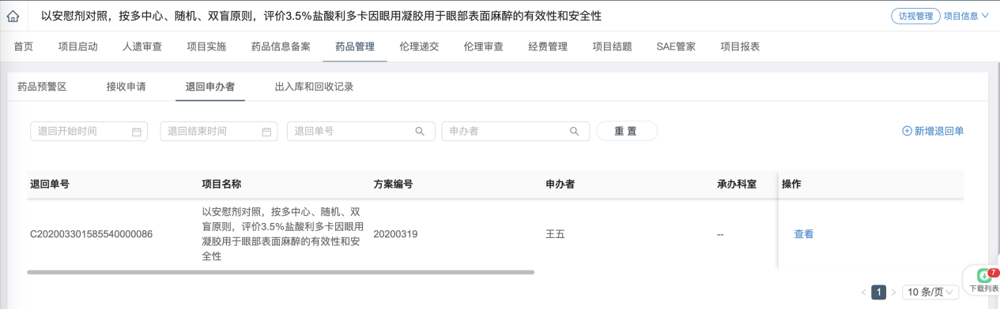 以安慰剂对照，按多中心、随机、双盲原则，评价3.5%盐酸利多卡因眼用凝胶用于眼部表面麻醉的有效性和安全性 访视管理 项目信息
首页 项目启动 人遗审查 项目实施 药品信息备案 药品管理 伦理递交 伦理审查 经费管理 项目结题 SAE管家 项目报表
药品预警区 接收申请 退回申办者 出入库和回收记录
退回开始时间 退回结束时间 退回单号 申办者 重置 新增退回单
退回单号 项目名称 方案编号 申办者 承办科室 操作
以安慰剂对照，按多中心、随机、双
盲原则，评价3.5%盐酸利多卡因眼用
凝胶用于眼部表面麻醉的有效性和安
全性
C202003301585540000086 20200319 王五 -- 查看
7
下载列表
< 1 > 10 条/页